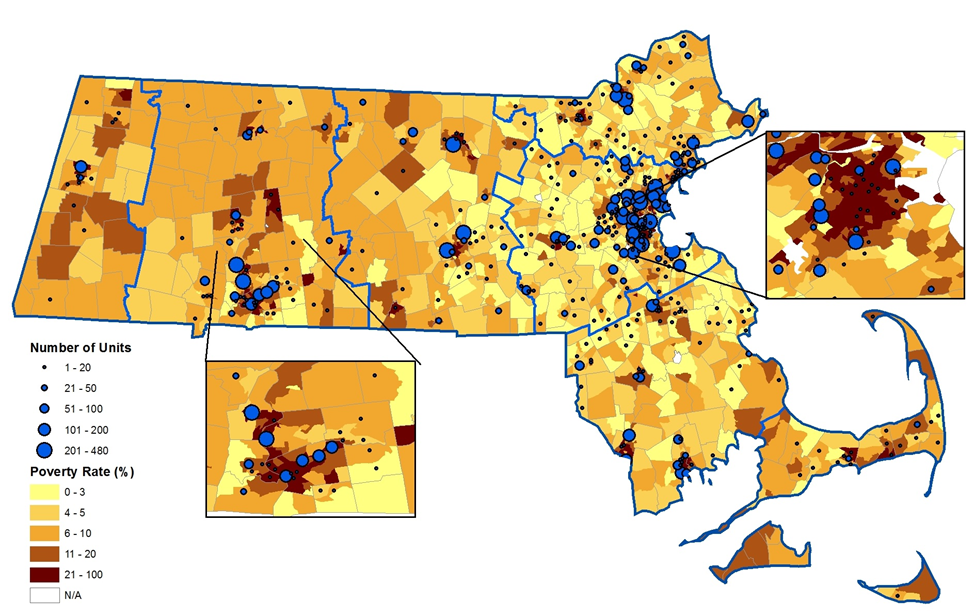 Number of Units
1 - 20
21 - 50
51 - 100
101 - 200
201 - 480
Poverty Rate (%)
0 - 3
4 - 5
6 - 10
11 - 20
21 - 100
N/A